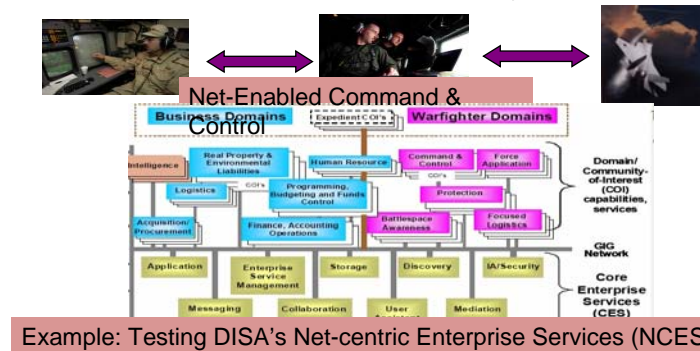 Net-Enabled Command &
Control
Business Domains
Expedient COI's
Warfighter Domains
Intelligence
Real Property &
Environmental
Liabilities
Human Resource
Command &
Control
Force
Application
Domain/
Community-
of-Interest
(COI)
capabilities,
services
Logistics
COI's
Programming,
Budgeting and Funds
Control
COI's
Protection
Acquisition/
Procurement
Finance, Accounting
Operations
Battlespace
Awareness
Focused
Logistics
GIG
Network
Application
Enterprise
Service
Management
Storage
Discovery
IA/Security
Core
Enterprise
Services
(CES)
Messaging
Collaboration
User
Mediation
Example: Testing DISA's Net-centric Enterprise Services (NCES